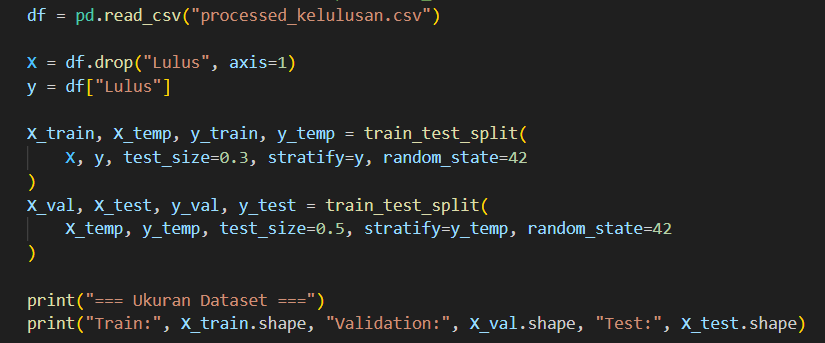 df = pd.read_csv("processed_kelulusan.csv")
X = df.drop("Lulus", axis=1)
y = df["Lulus"]
X_train, X_temp, y_train, y_temp = train_test_split(
    X, y, test_size=0.3, stratify=y, random_state=42
)
X_val, X_test, y_val, y_test = train_test_split(
    X_temp, y_temp, test_size=0.5, stratify=y_temp, random_state=42
)
print("=== Ukuran Dataset ===")
print("Train:", X_train.shape, "Validation:", X_val.shape, "Test:", X_test.shape)